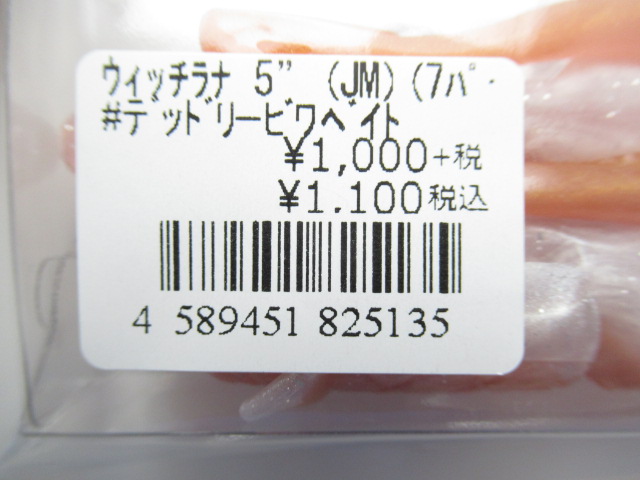 ウィッチラナ 5” (JM) (7パ・
#デッドリービワベイト
¥1,000+税
¥1.100税込
4 589451 825135